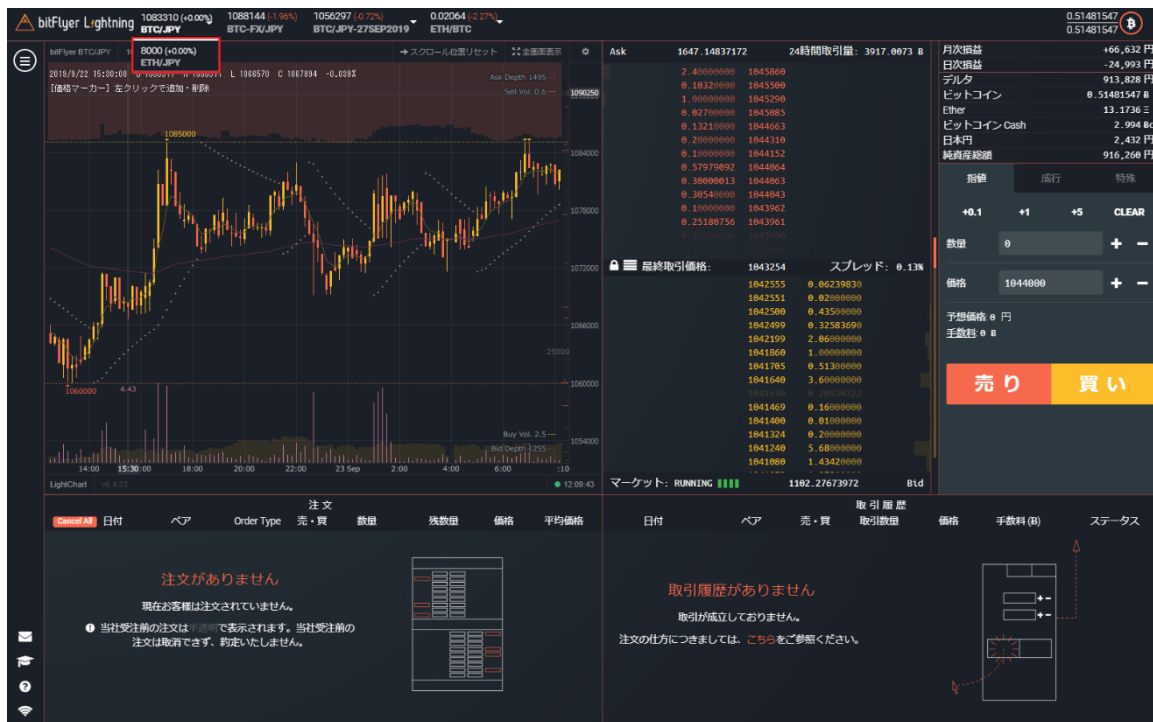 bitFlyer Lightning
1083310 (+0.00%)
BTC/JPY
1088144 (-1.96%)
BTC-FX/JPY
1056297 (-0.72%)
BTC/JPY-27SEP2019
0.02064 (-2.27%)
ETH/BTC
0.51481547
0.51481547
8000 (+0.00%)
ETH/JPY
bitFlyer BTC/JPY
スクロール位置リセット
全画面表示
[価格マーカー] 左クリックで追加・削除
Ask Depth 1495
Sell Vol. 0.6
1090250
1085000
1084000
1078000
1072000
1066000
25000
1060000
1060000
4.43
Buy Vol. 2.5
Bid Depth 1255
1054000
14:00
15:30:00
18:00
20:00
22:00
23 Sep
2:00
4:00
6:00
:10
LightChart v4.4.33
12:09:43
Ask 1647.14837172 24時間取引量: 3917.0073 B
2.40000000 1045860
0.10320000 1045500
1.00000000 1045290
0.02700000 1045085
0.13210000 1044663
0.20000000 1044310
0.10000000 1044152
0.57979092 1044064
0.30000013 1044063
0.30540000 1044043
0.10000000 1043962
0.25180756 1043961
最終取引価格: 1043254 スプレッド: 0.13%
1042555 0.06239830
1042551 0.02000000
1042500 0.43500000
1042499 0.32583690
1042199 2.06000000
1041860 1.00000000
1041705 0.51300000
1041640 3.60000000
1041469 0.16000000
1041400 0.01000000
1041324 0.20000000
1041240 5.68000000
1041080 1.43420000
マーケット: RUNNING 1102.27673972 Bid
月次損益 +66,632 円
日次損益 -24,993 円
デルタ 913,828 円
ビットコイン 0.51481547 B
Ether 13.1736 Ξ
ビットコイン Cash 2.994 Bc
日本円 2,432 円
純資産総額 916,260 円
指値 成行 特殊
+0.1 +1 +5 CLEAR
数量 0 + −
価格 1044000 + −
予想価格: 0 円
手数料: 0 B
売り 買い
注文
Cancel All 日付 ペア Order Type 売・買 数量 残数量 価格 平均価格
注文がありません
現在お客様は注文されていません。
当社受注前の注文は半透明で表示されます。当社受注前の
注文は取消できず、約定いたしません。
取引履歴
日付 ペア 売・買 取引数量 価格 手数料 (B) ステータス
取引履歴がありません
取引が成立しておりません。
注文の仕方につきましては、こちらをご参照ください。